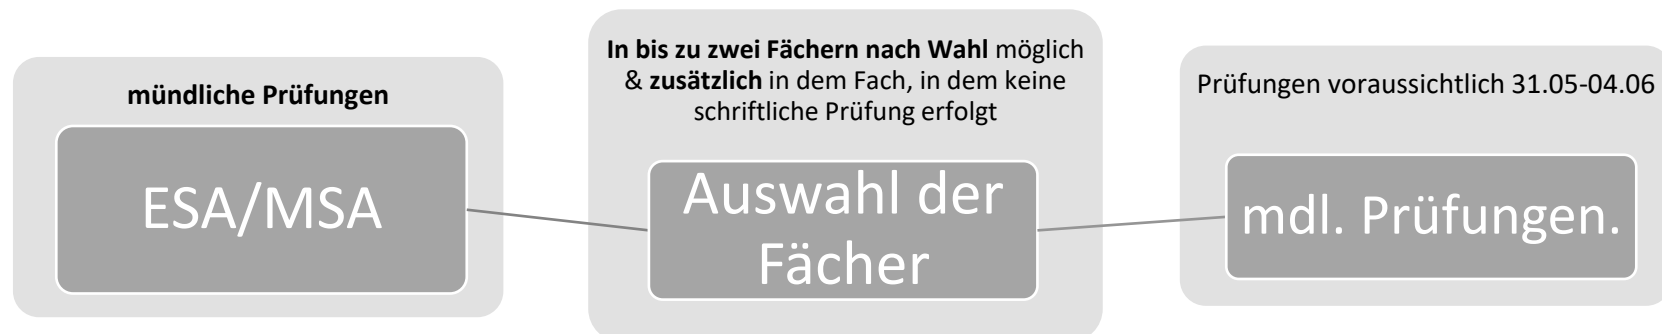 mündliche Prüfungen
ESA/MSA
In bis zu zwei Fächern nach Wahl möglich
& zusätzlich in dem Fach, in dem keine
schriftliche Prüfung erfolgt
Auswahl der
Fächer
Prüfungen voraussichtlich 31.05-04.06
mdl. Prüfungen.